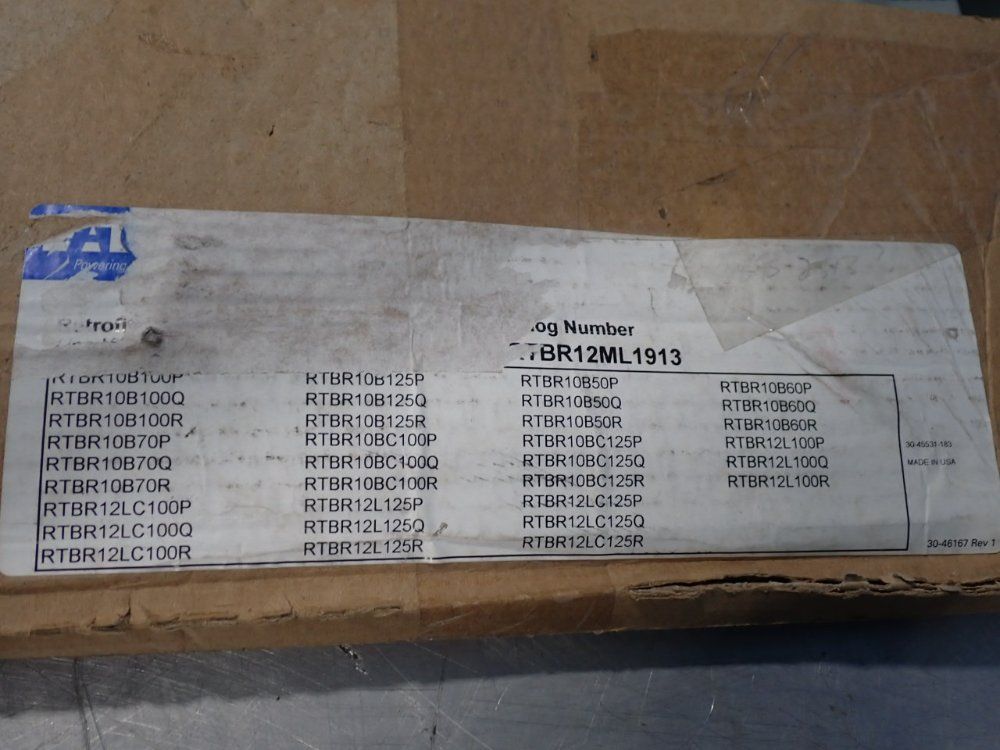 Powering
log Number
RTBR12ML1913
RTBR10B100P RTBR10B125P RTBR10B50P RTBR10B60P
RTBR10B100Q RTBR10B125Q RTBR10B50Q RTBR10B60Q
RTBR10B100R RTBR10B125R RTBR10B50R RTBR10B60R
RTBR10B70P RTBR10BC100P RTBR10BC125P RTBR12L100P
RTBR10B70Q RTBR10BC100Q RTBR10BC125Q RTBR12L100Q
RTBR10B70R RTBR10BC100R RTBR10BC125R RTBR12L100R
RTBR12LC100P RTBR12L125P RTBR12LC125P
RTBR12LC100Q RTBR12L125Q RTBR12LC125Q
RTBR12LC100R RTBR12L125R RTBR12LC125R
30-45531-183
MADE IN USA
30-46167 Rev 1